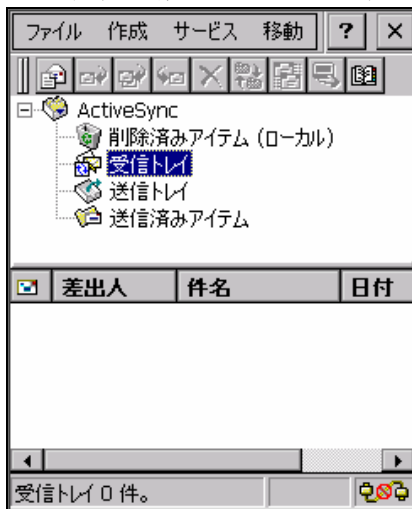 ファイル 作成 サービス 移動 ? ×
ActiveSync
削除済みアイテム (ローカル)
受信トレイ
送信トレイ
送信済みアイテム
差出人 件名 日付
受信トレイ 0 件。